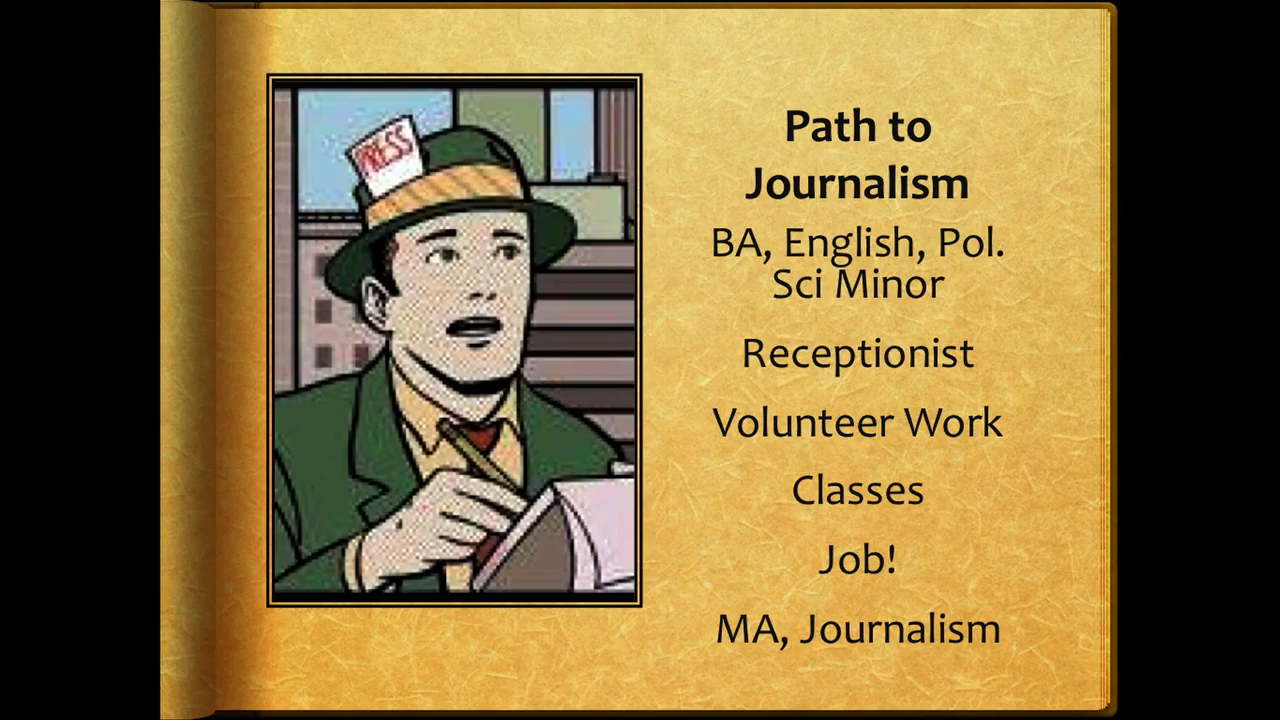 PRESS
Path to
Journalism
BA, English, Pol.
Sci Minor
Receptionist
Volunteer Work
Classes
Job!
MA, Journalism